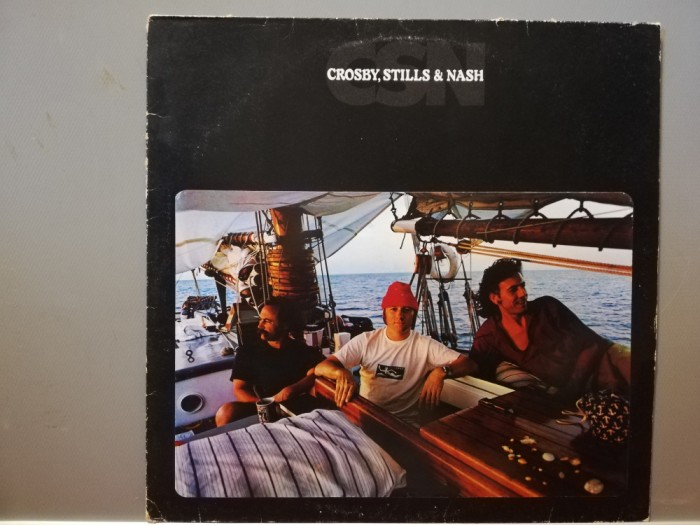 CSN
CROSBY, STILLS & NASH